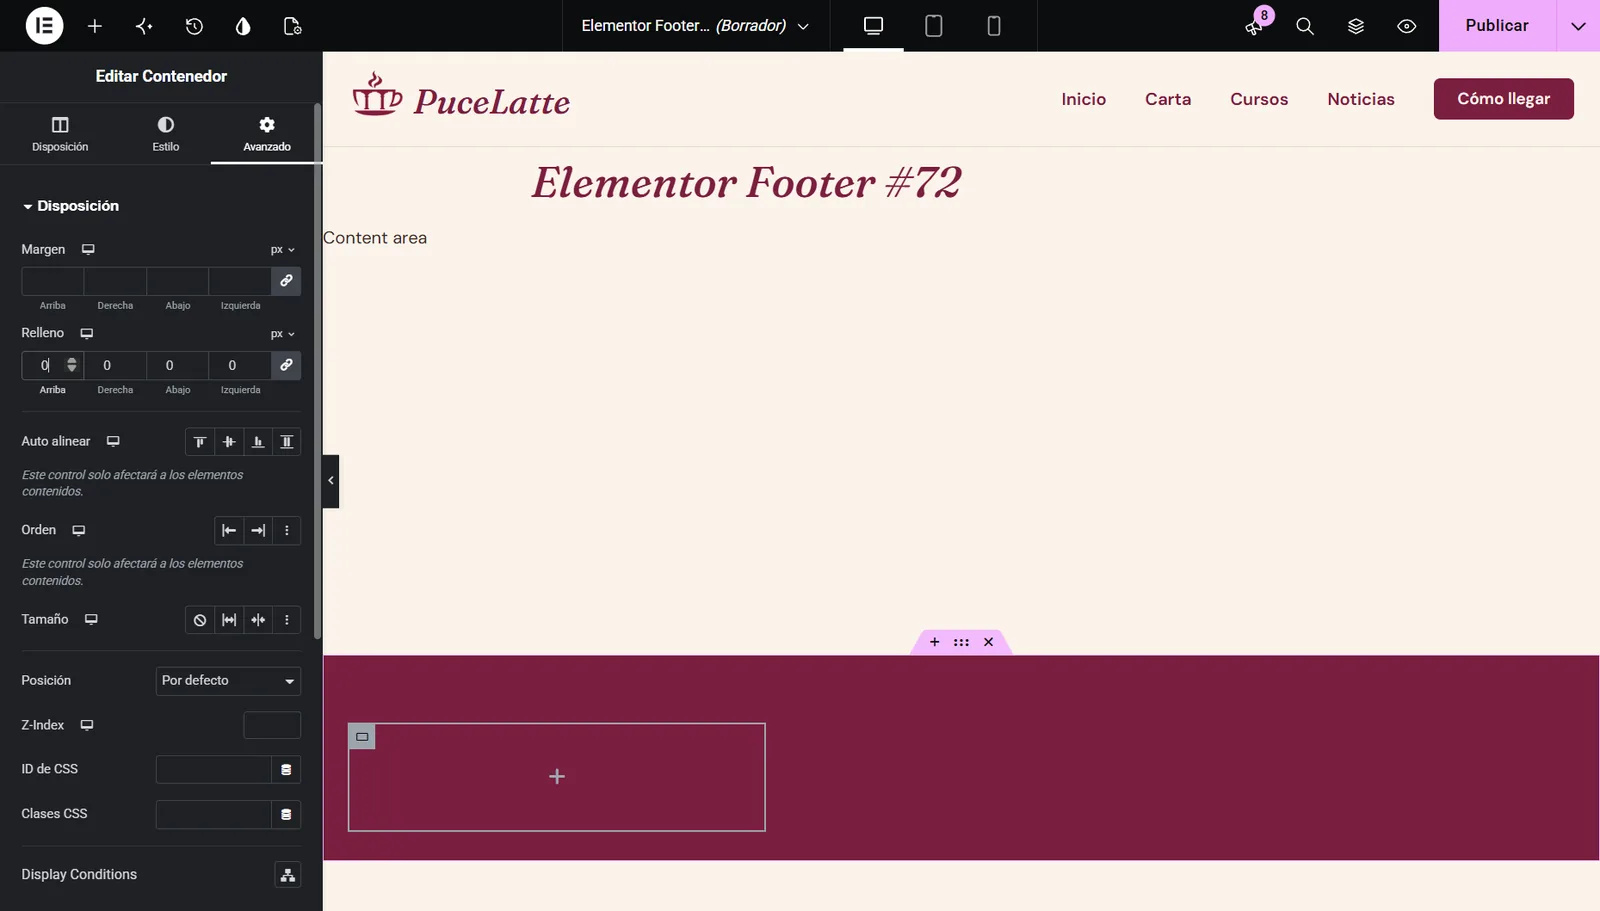 Elementor Footer... (Borrador)
8
Publicar
Editar Contenedor
Disposición
Estilo
Avanzado
Disposición
Margen
px
Arriba
Derecha
Abajo
Izquierda
Relleno
px
0
0
0
0
Arriba
Derecha
Abajo
Izquierda
Auto alinear
Este control solo afectará a los elementos
contenidos.
Orden
Este control solo afectará a los elementos
contenidos.
Tamaño
Posición
Por defecto
Z-Index
ID de CSS
Clases CSS
Display Conditions
PuceLatte
Inicio
Carta
Cursos
Noticias
Cómo llegar
Elementor Footer #72
Content area